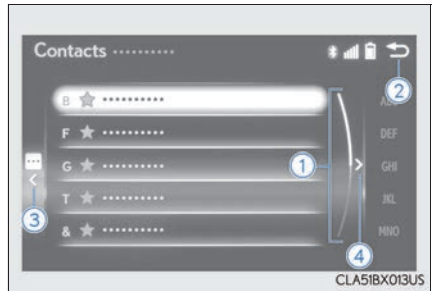 Contacts ··········
2
B ★ ··········
ABC
F ★ ··········
DEF
G ★ ··········
1
GHI
3
T ★ ··········
JKL
4
& ★ ··········
MNO
CLA51BX013US